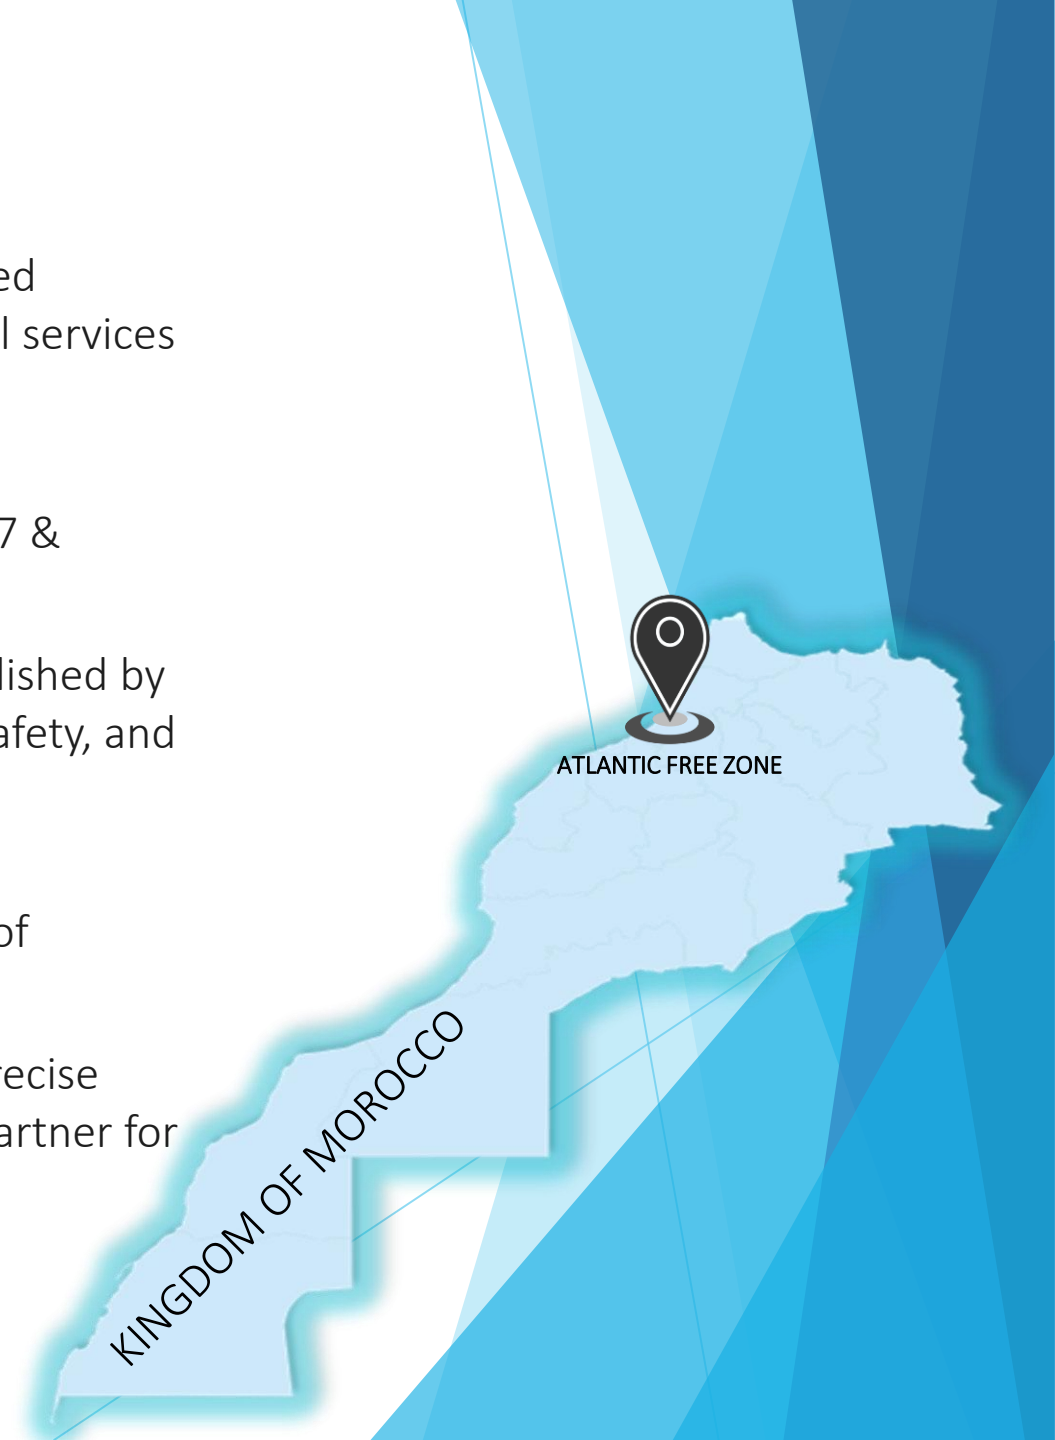 ed
l services
7 &
lished by
afety, and
ATLANTIC FREE ZONE
of
recise
artner for
KINGDOM OF MOROCCO